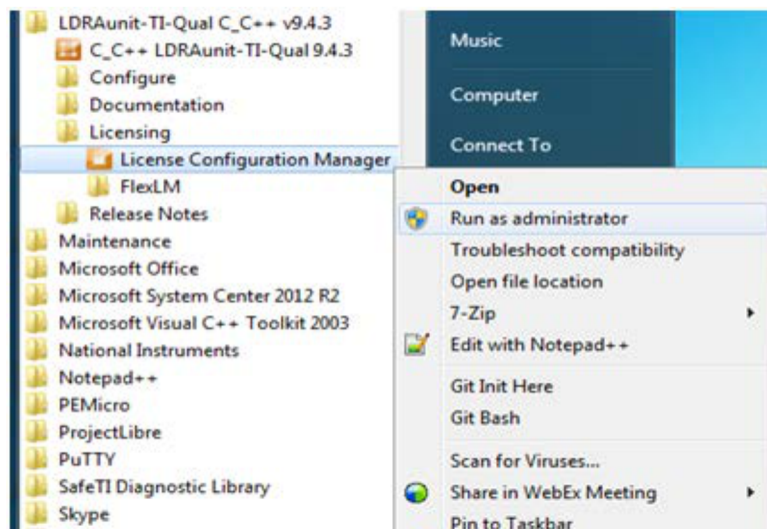 LDRAunit-TI-Qual C_C++ v9.4.3
C_C++ LDRAunit-TI-Qual 9.4.3
Configure
Documentation
Licensing
License Configuration Manager
FlexLM
Release Notes
Maintenance
Microsoft Office
Microsoft System Center 2012 R2
Microsoft Visual C++ Toolkit 2003
National Instruments
Notepad++
PEMicro
ProjectLibre
PuTTY
SafeTI Diagnostic Library
Skype
Music
Computer
Connect To
Open
Run as administrator
Troubleshoot compatibility
Open file location
7-Zip
Edit with Notepad++
Git Init Here
Git Bash
Scan for Viruses...
Share in WebEx Meeting
Pin to Taskbar